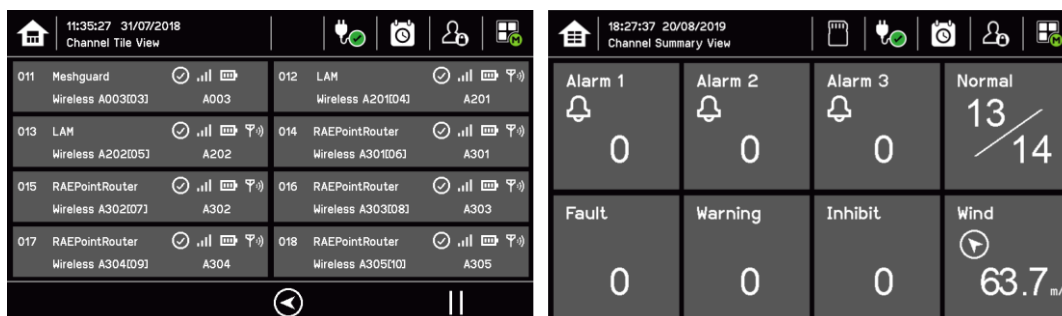 11:35:27 31/07/2018
Channel Tile View
M
011 Meshguard
Wireless A003[03] A003
012 LAM
Wireless A201[04] A201
013 LAM
Wireless A202[05] A202
014 RAEPointRouter
Wireless A301[06] A301
015 RAEPointRouter
Wireless A302[07] A302
016 RAEPointRouter
Wireless A303[08] A303
017 RAEPointRouter
Wireless A304[09] A304
018 RAEPointRouter
Wireless A305[10] A305
18:27:37 20/08/2019
Channel Summary View
Alarm 1
0
Alarm 2
0
Alarm 3
0
Normal
13/14
Fault
0
Warning
0
Inhibit
0
Wind
63.7